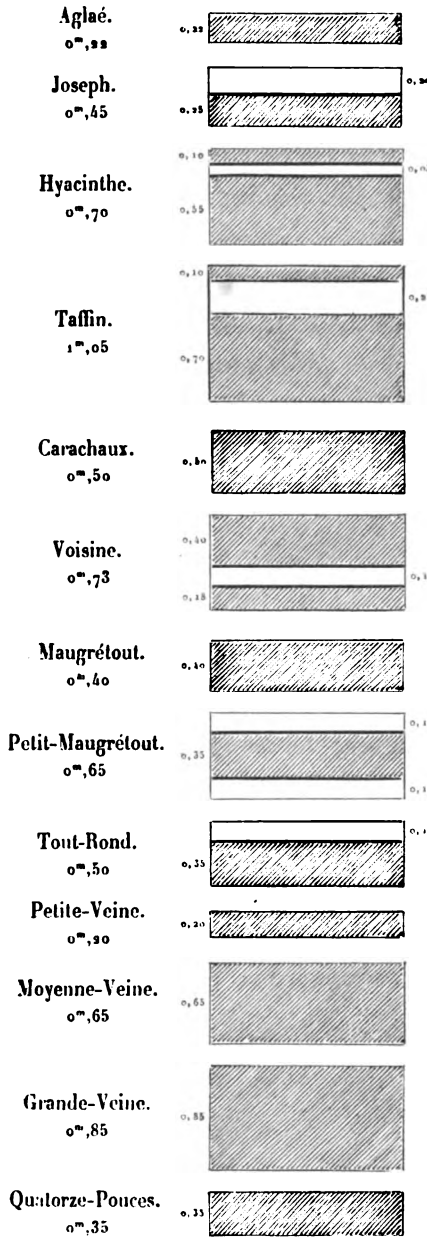 Aglaé.
0m,22
0,22
Joseph.
0m,45
0,25
Hyacinthe.
0m,70
0,10
0,55
Taffin.
1m,05
0,10
0,70
Carachaux.
0m,50
0,50
Voisine.
0m,73
0,40
0,18
Maugrétout.
0m,40
0,40
Petit-Maugrétout.
0m,65
0,35
Tout-Rond.
0m,50
0,35
Petite-Veine.
0m,20
0,20
Moyenne-Veine.
0m,65
0,65
Grande-Veine.
0m,85
0,85
Quatorze-Pouces.
0m,35
0,35